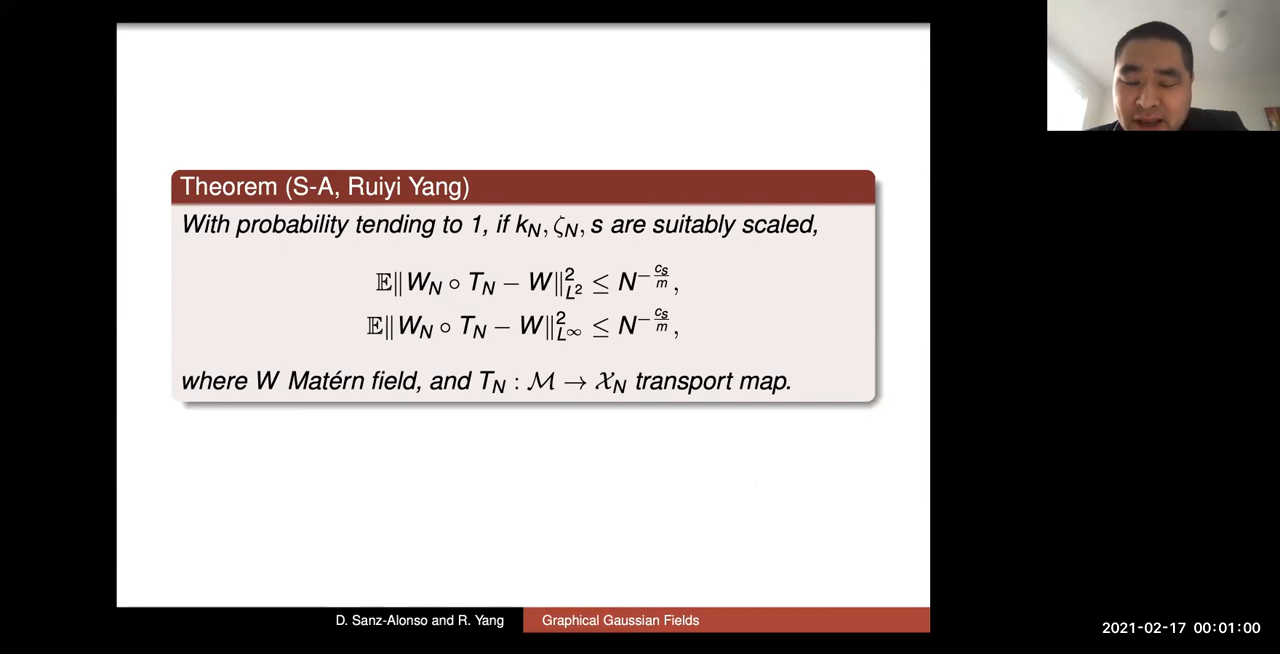 Theorem (S-A, Ruiyi Yang)
With probability tending to 1, if k_N, ζ_N, s are suitably scaled,
𝔼‖W_N ∘ T_N − W‖²_{L²} ≤ N^{−c_s/m},
𝔼‖W_N ∘ T_N − W‖²_{L^∞} ≤ N^{−c_s/m},
where W Matérn field, and T_N : ℳ → 𝒳_N transport map.
D. Sanz-Alonso and R. Yang Graphical Gaussian Fields
2021-02-17 00:01:00